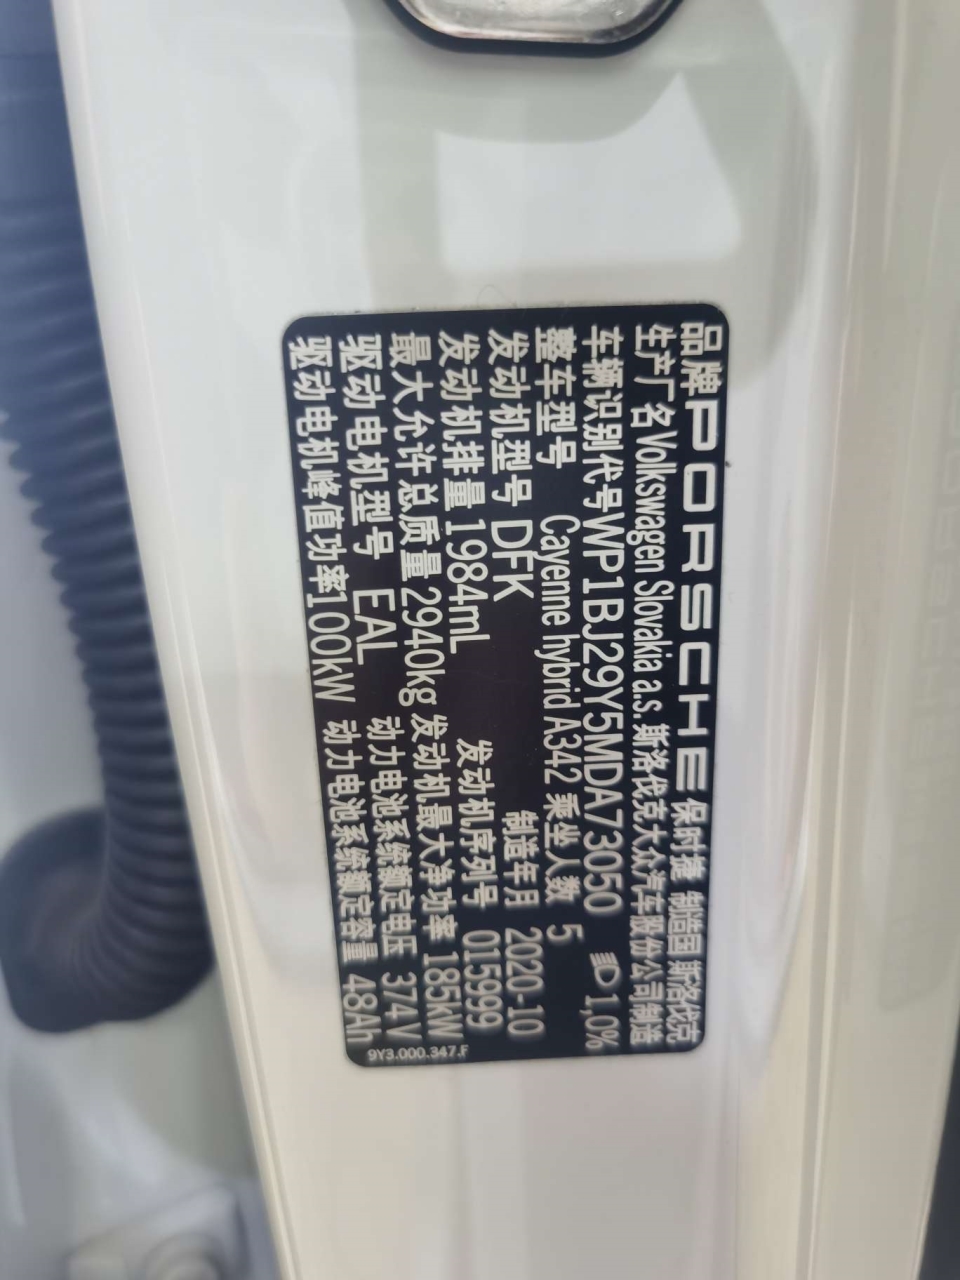 品牌 PORSCHE 保时捷 制造国 斯洛伐克
生产厂名 Volkswagen Slovakia a.s. 斯洛伐克大众汽车股份公司制造
车辆识别代号 WP1BJ29Y5MDA73050 1,0%
整车型号 Cayenne hybrid A342 乘坐人数 5
发动机型号 DFK 制造年月 2020-10
发动机排量 1984mL 发动机序列号 015999
最大允许总质量 2940kg 发动机最大净功率 185kW
驱动电机型号 EAL 动力电池系统额定电压 374V
驱动电机峰值功率 100kW 动力电池系统额定容量 48Ah
9Y3.000.347.F